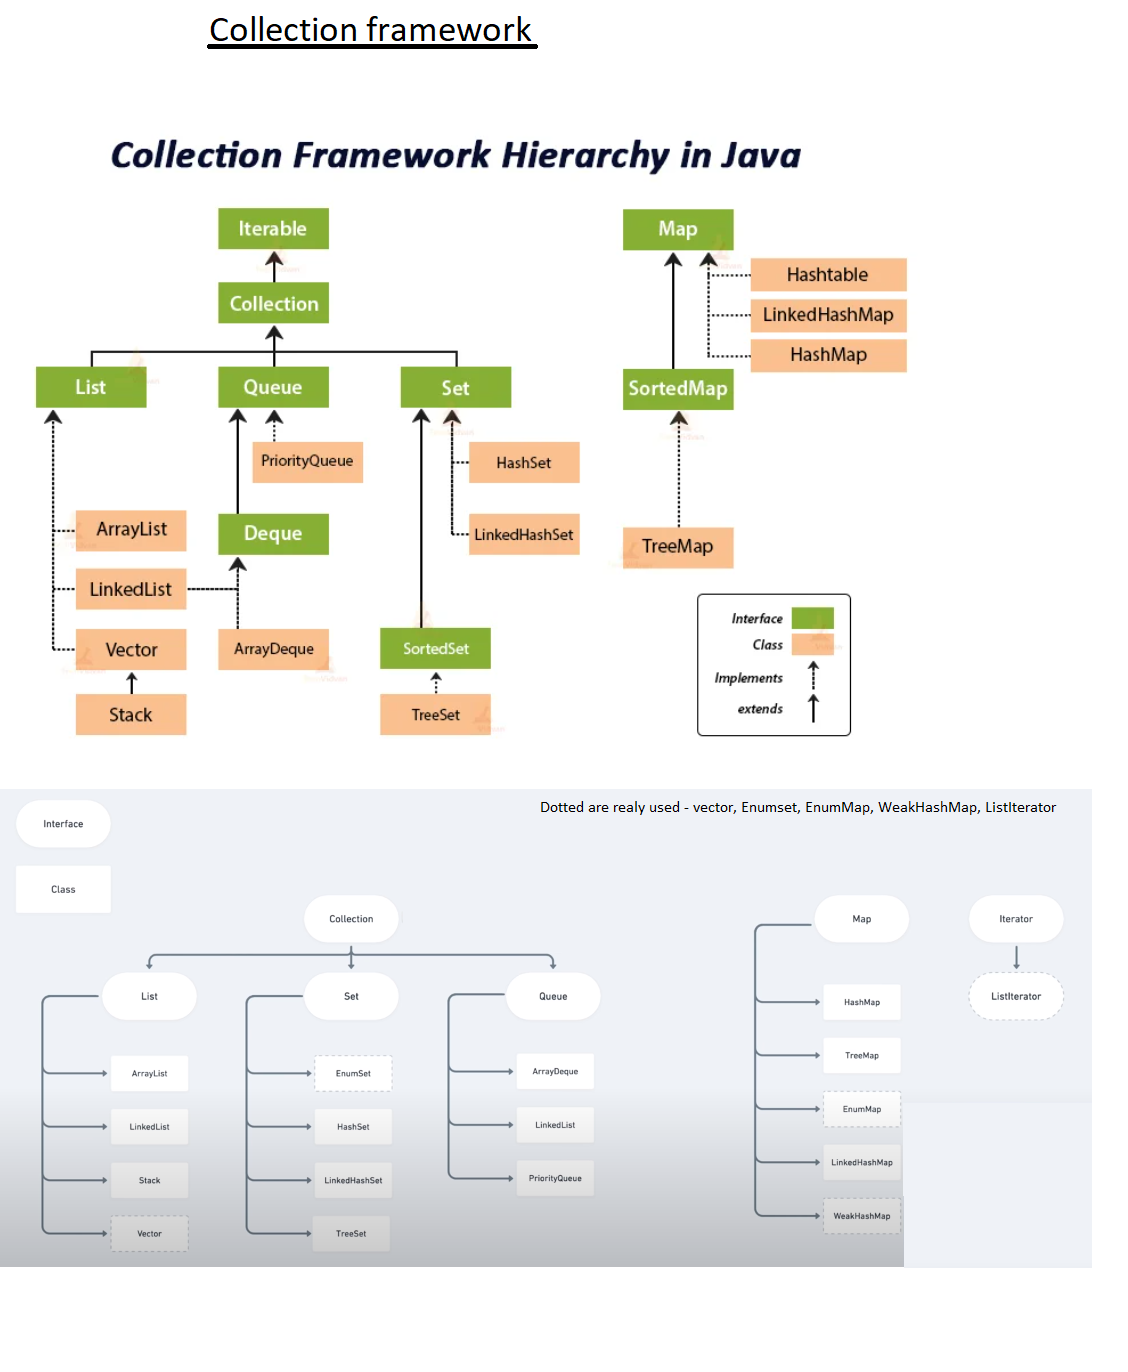 Collection framework
Collection Framework Hierarchy in Java
Iterable
Map
Hashtable
Collection
LinkedHashMap
HashMap
List
Queue
Set
SortedMap
PriorityQueue
HashSet
ArrayList
Deque
LinkedHashSet
TreeMap
LinkedList
Interface
Class
Vector
ArrayDeque
SortedSet
Implements
extends
Stack
TreeSet
Dotted are realy used - vector, Enumset, EnumMap, WeakHashMap, ListIterator
Interface
Class
Collection
Map
Iterator
List
Set
Queue
ListIterator
HashMap
ArrayList
EnumSet
ArrayDeque
TreeMap
LinkedList
HashSet
LinkedList
EnumMap
Stack
LinkedHashSet
PriorityQueue
LinkedHashMap
Vector
TreeSet
WeakHashMap